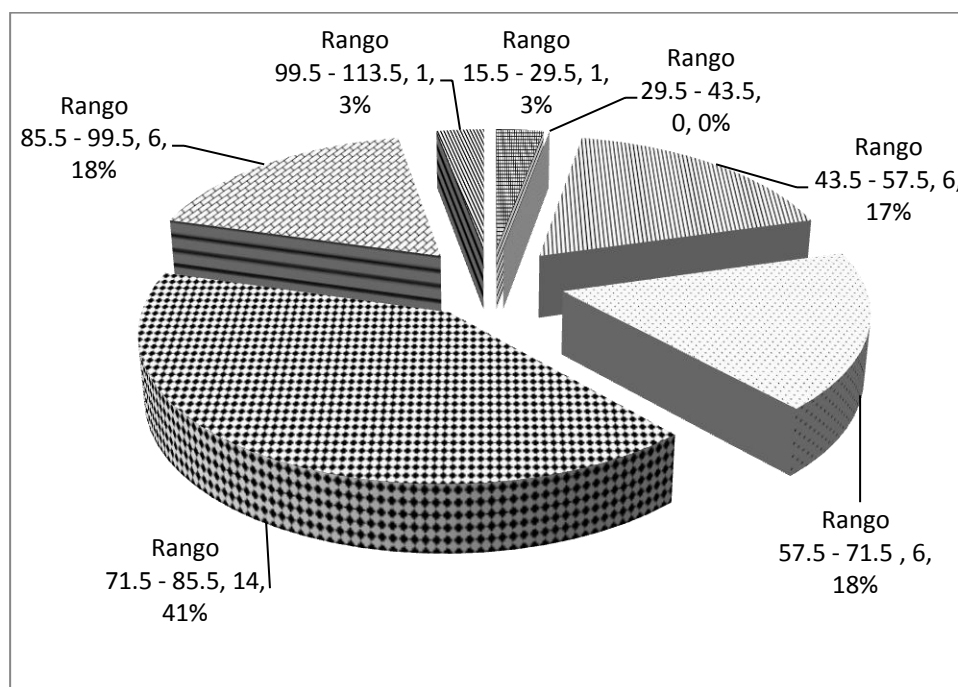 Rango
99.5 - 113.5, 1,
3%
Rango
15.5 - 29.5, 1,
3%
Rango
29.5 - 43.5,
0, 0%
Rango
85.5 - 99.5, 6,
18%
Rango
43.5 - 57.5, 6,
17%
Rango
57.5 - 71.5 , 6,
18%
Rango
71.5 - 85.5, 14,
41%